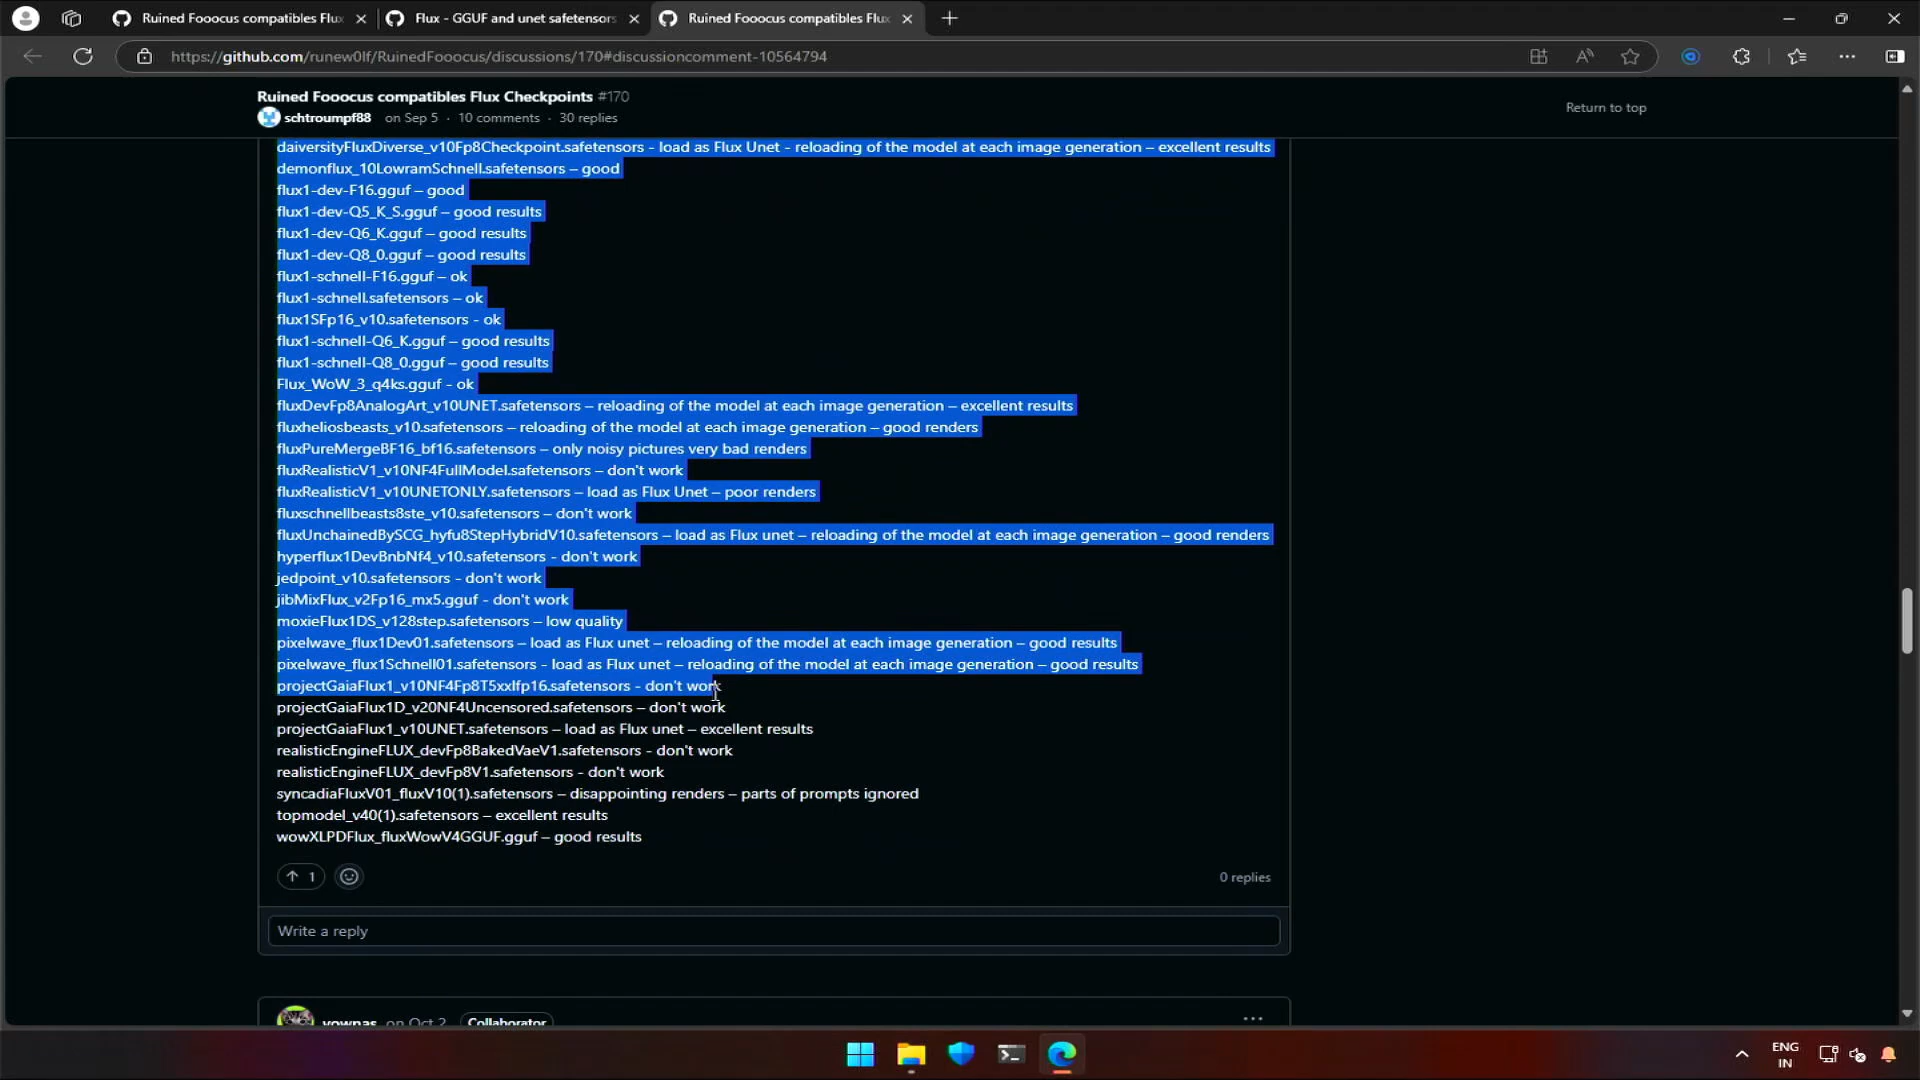 Ruined Fooocus compatibles Flux
Flux - GGUF and unet safetensors
Ruined Fooocus compatibles Flux
https://github.com/runew0lf/RuinedFooocus/discussions/170#discussioncomment-10564794
Ruined Fooocus compatibles Flux Checkpoints #170
schtroumpf88 on Sep 5 · 10 comments · 30 replies
Return to top
daiversityFluxDiverse_v10Fp8Checkpoint.safetensors - load as Flux Unet - reloading of the model at each image generation – excellent results
demonflux_10LowramSchnell.safetensors – good
flux1-dev-F16.gguf – good
flux1-dev-Q5_K_S.gguf – good results
flux1-dev-Q6_K.gguf – good results
flux1-dev-Q8_0.gguf – good results
flux1-schnell-F16.gguf – ok
flux1-schnell.safetensors – ok
flux1SFp16_v10.safetensors - ok
flux1-schnell-Q6_K.gguf – good results
flux1-schnell-Q8_0.gguf – good results
Flux_WoW_3_q4ks.gguf - ok
fluxDevFp8AnalogArt_v10UNET.safetensors – reloading of the model at each image generation – excellent results
fluxheliosbeasts_v10.safetensors – reloading of the model at each image generation – good renders
fluxPureMergeBF16_bf16.safetensors – only noisy pictures very bad renders
fluxRealisticV1_v10NF4FullModel.safetensors – don't work
fluxRealisticV1_v10UNETONLY.safetensors – load as Flux Unet – poor renders
fluxschnellbeasts8ste_v10.safetensors – don't work
fluxUnchainedBySCG_hyfu8StepHybridV10.safetensors – load as Flux unet – reloading of the model at each image generation – good renders
hyperflux1DevBnbNf4_v10.safetensors - don't work
jedpoint_v10.safetensors - don't work
jibMixFlux_v2Fp16_mx5.gguf - don't work
moxieFlux1DS_v128step.safetensors – low quality
pixelwave_flux1Dev01.safetensors – load as Flux unet – reloading of the model at each image generation – good results
pixelwave_flux1Schnell01.safetensors - load as Flux unet – reloading of the model at each image generation – good results
projectGaiaFlux1_v10NF4Fp8T5xxlfp16.safetensors - don't work
projectGaiaFlux1D_v20NF4Uncensored.safetensors – don't work
projectGaiaFlux1_v10UNET.safetensors – load as Flux unet – excellent results
realisticEngineFLUX_devFp8BakedVaeV1.safetensors - don't work
realisticEngineFLUX_devFp8V1.safetensors - don't work
syncadiaFluxV01_fluxV10(1).safetensors – disappointing renders – parts of prompts ignored
topmodel_v40(1).safetensors – excellent results
wowXLPDFlux_fluxWowV4GGUF.gguf – good results
1
0 replies
Write a reply
vownas on Oct 2 Collaborator
ENG
IN